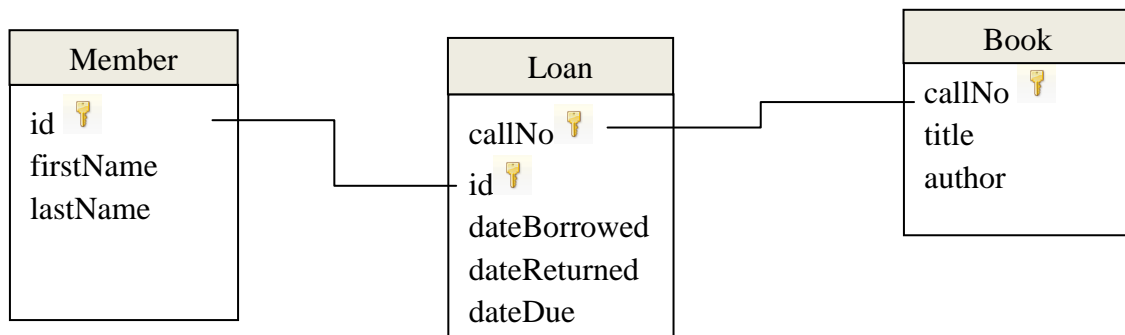 Member
id
firstName
lastName
Loan
callNo
id
dateBorrowed
dateReturned
dateDue
Book
callNo
title
author